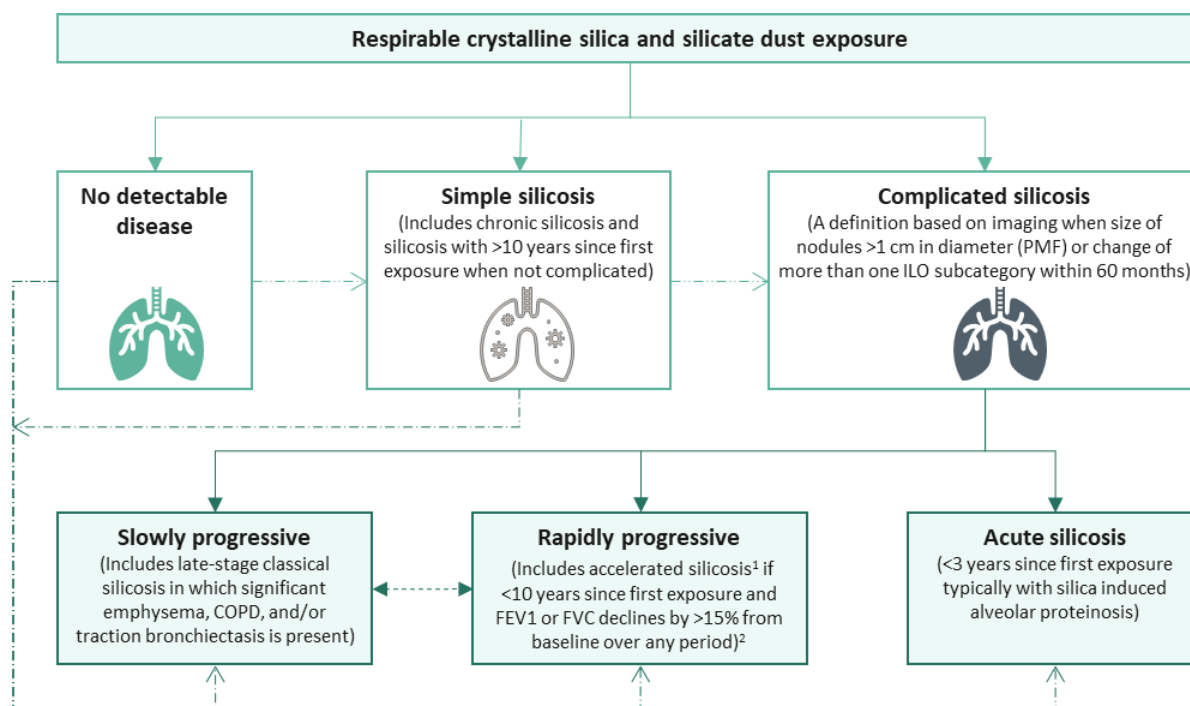 Respirable crystalline silica and silicate dust exposure
No detectable
disease
Simple silicosis
(Includes chronic silicosis and
silicosis with >10 years since first
exposure when not complicated)
Complicated silicosis
(A definition based on imaging when size of
nodules >1 cm in diameter (PMF) or change of
more than one ILO subcategory within 60 months)
Slowly progressive
(Includes late-stage classical
silicosis in which significant
emphysema, COPD, and/or
traction bronchiectasis is present)
Rapidly progressive
(Includes accelerated silicosis¹ if
<10 years since first exposure and
FEV1 or FVC declines by >15% from
baseline over any period)²
Acute silicosis
(<3 years since first exposure
typically with silica induced
alveolar proteinosis)